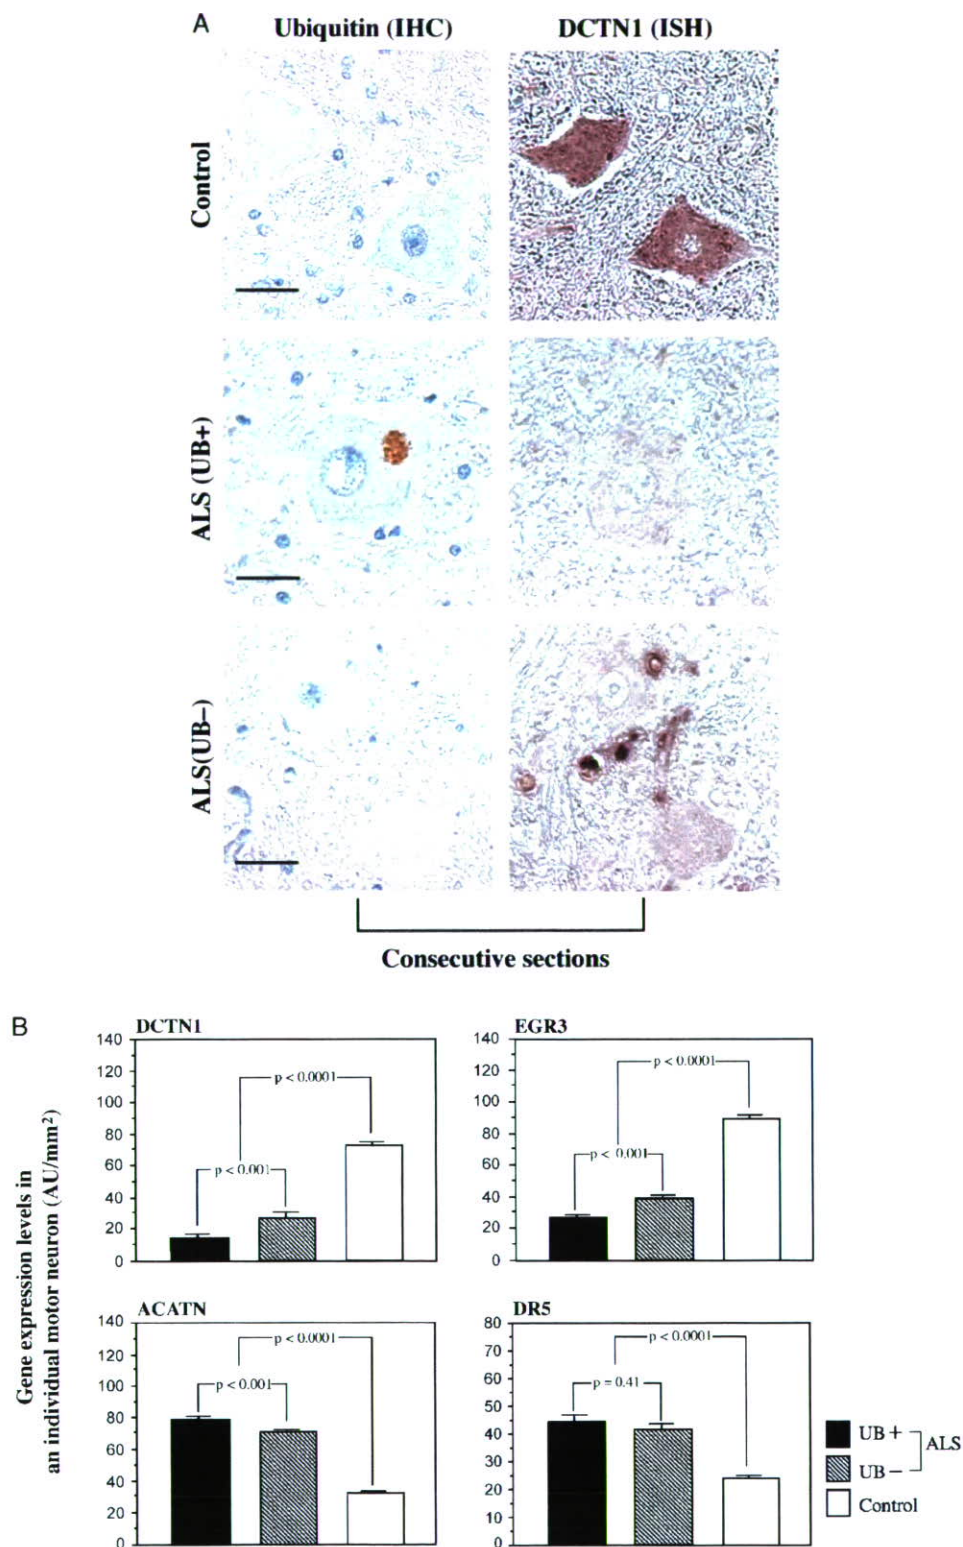 A
Ubiquitin (IHC)
DCTN1 (ISH)
Control
ALS (UB+)
ALS(UB−)
Consecutive sections
B
Gene expression levels in
an individual motor neuron (AU/mm²)
DCTN1
140
120
100
80
60
40
20
0
p < 0.0001
p < 0.001
EGR3
140
120
100
80
60
40
20
0
p < 0.0001
p < .001
ACATN
140
120
100
80
60
40
20
0
p < 0.0001
p < 0.001
DR5
80
70
60
50
40
30
20
10
0
p < 0.0001
p = 0.41
UB +
UB −
ALS
Control